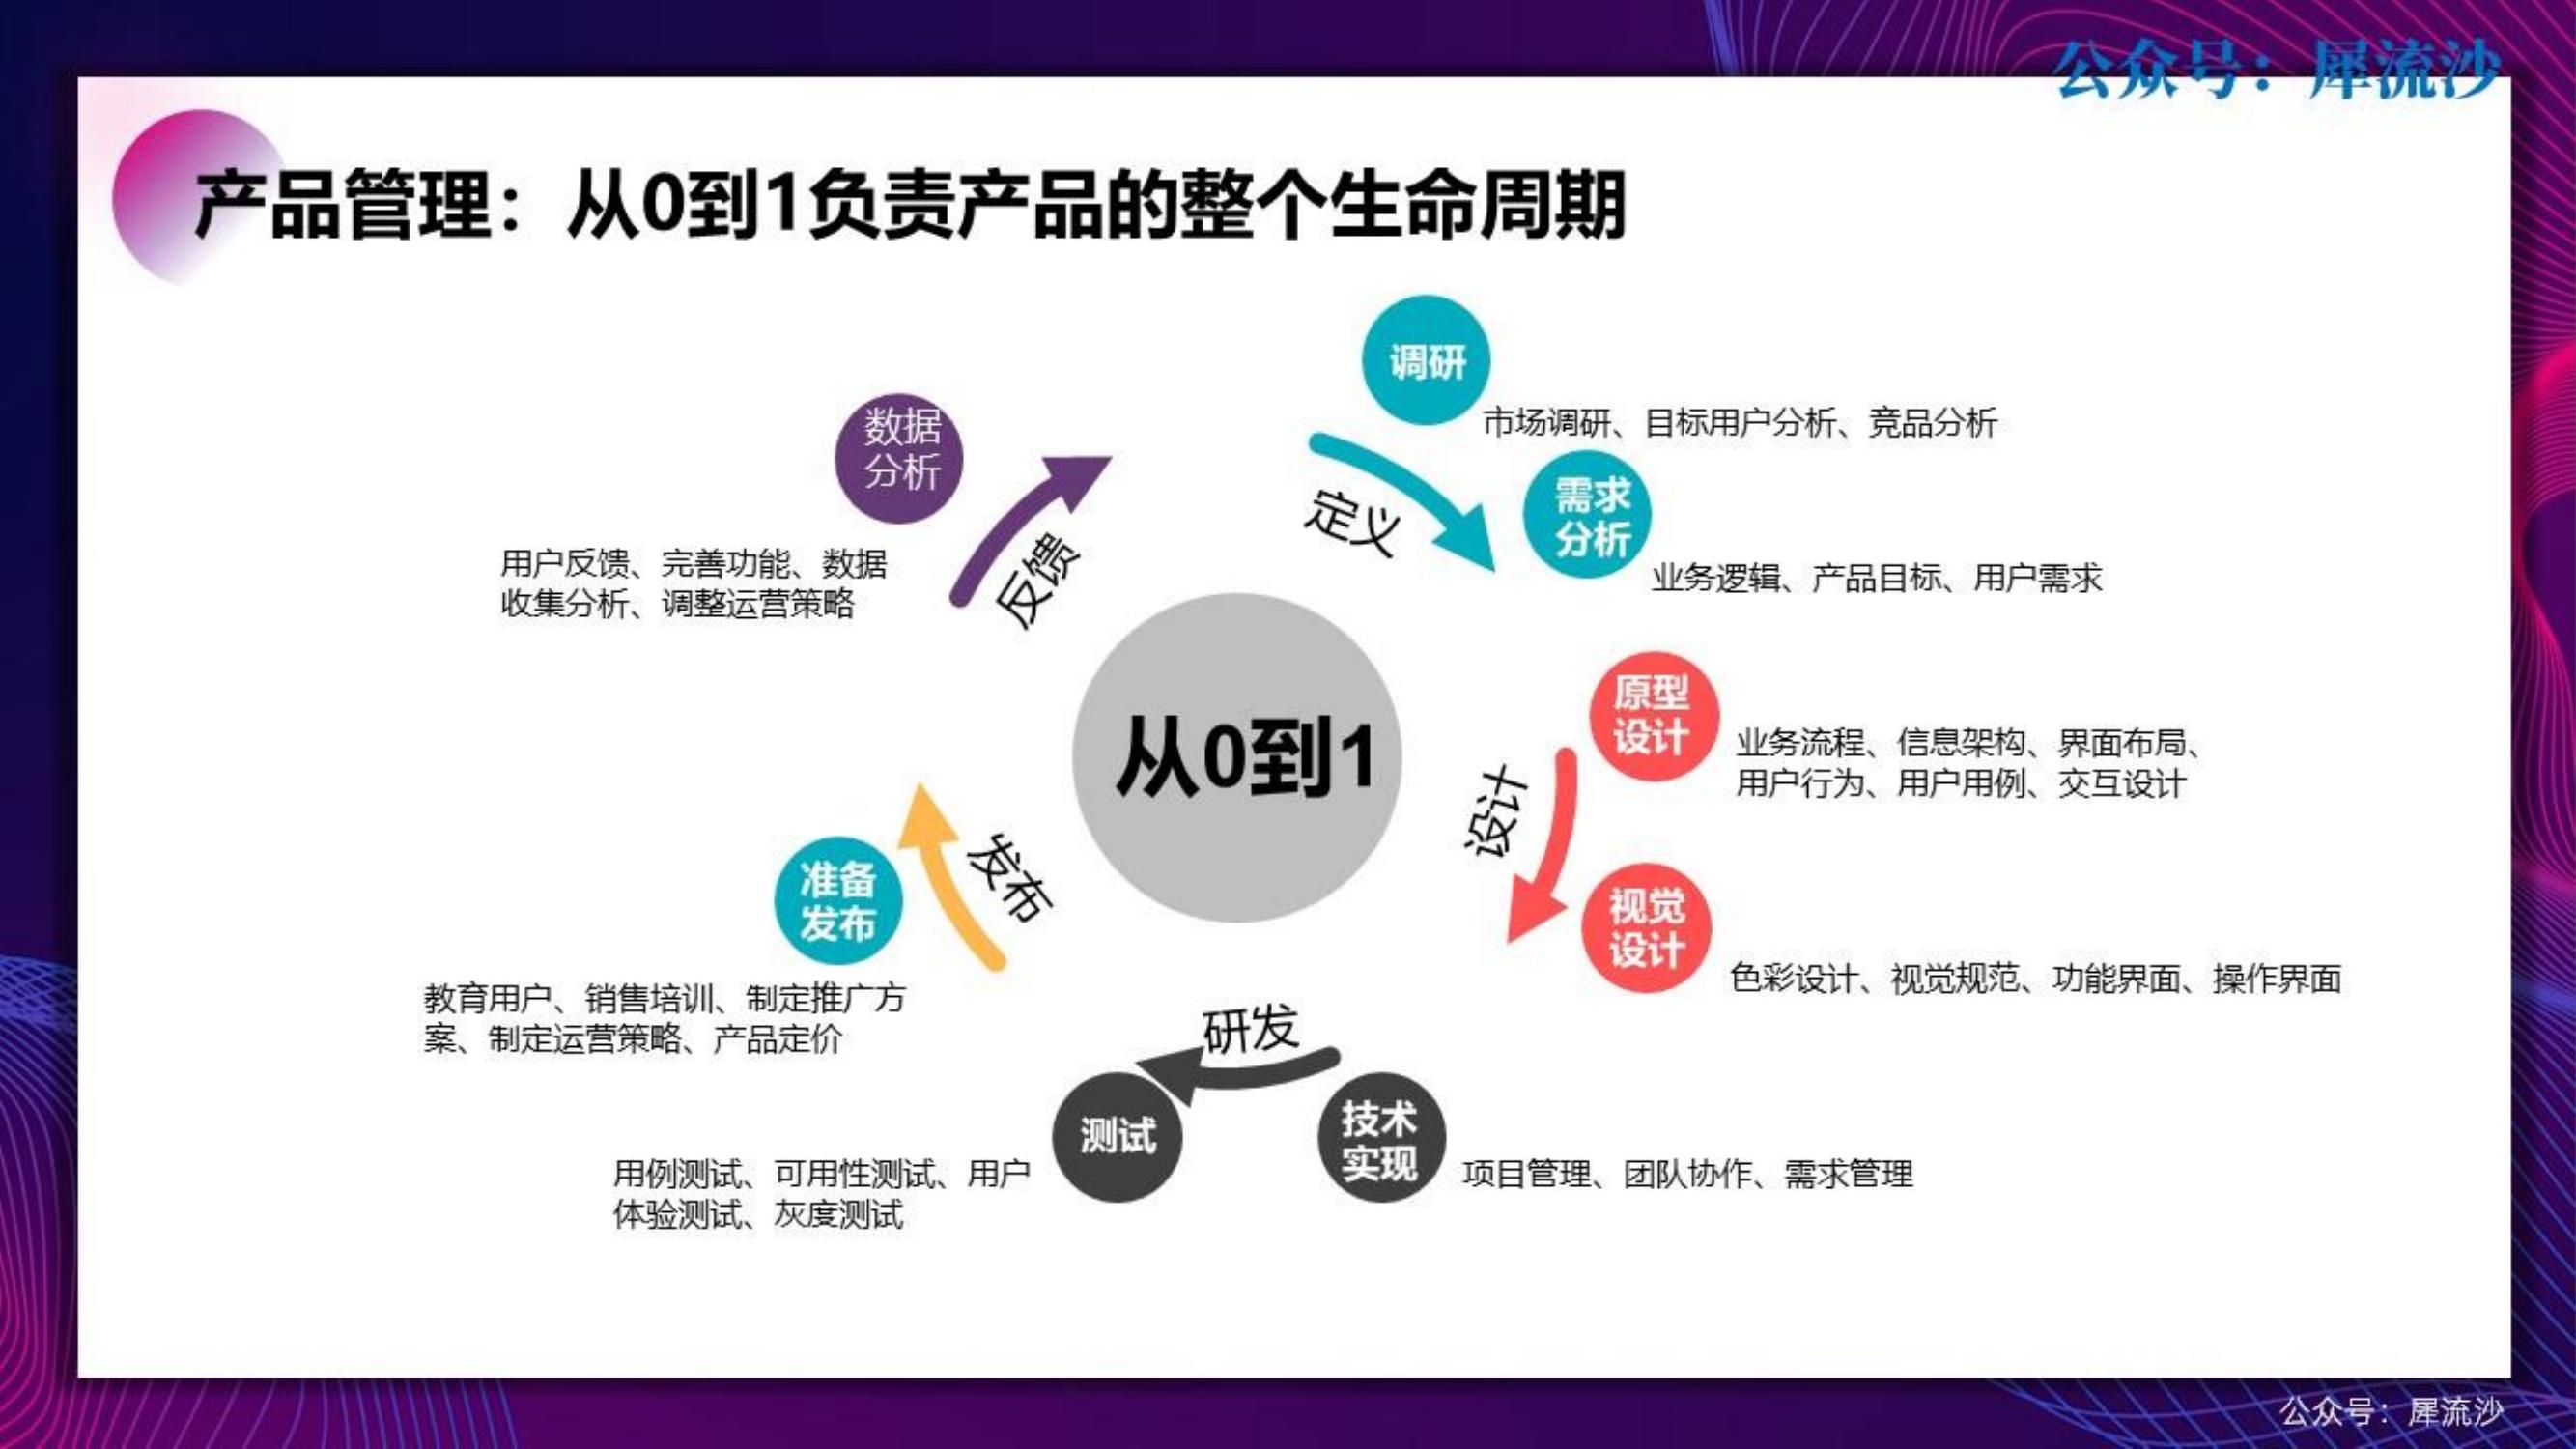 公众号：犀流沙
产品管理：从0到1负责产品的整个生命周期
调研
市场调研、目标用户分析、竞品分析
定义
需求
分析
业务逻辑、产品目标、用户需求
原型
设计
业务流程、信息架构、界面布局、
用户行为、用户用例、交互设计
设计
视觉
设计
色彩设计、视觉规范、功能界面、操作界面
研发
技术
实现
项目管理、团队协作、需求管理
测试
用例测试、可用性测试、用户
体验测试、灰度测试
发布
准备
发布
教育用户、销售培训、制定推广方
案、制定运营策略、产品定价
反馈
数据
分析
用户反馈、完善功能、数据
收集分析、调整运营策略
从0到1
公众号：犀流沙